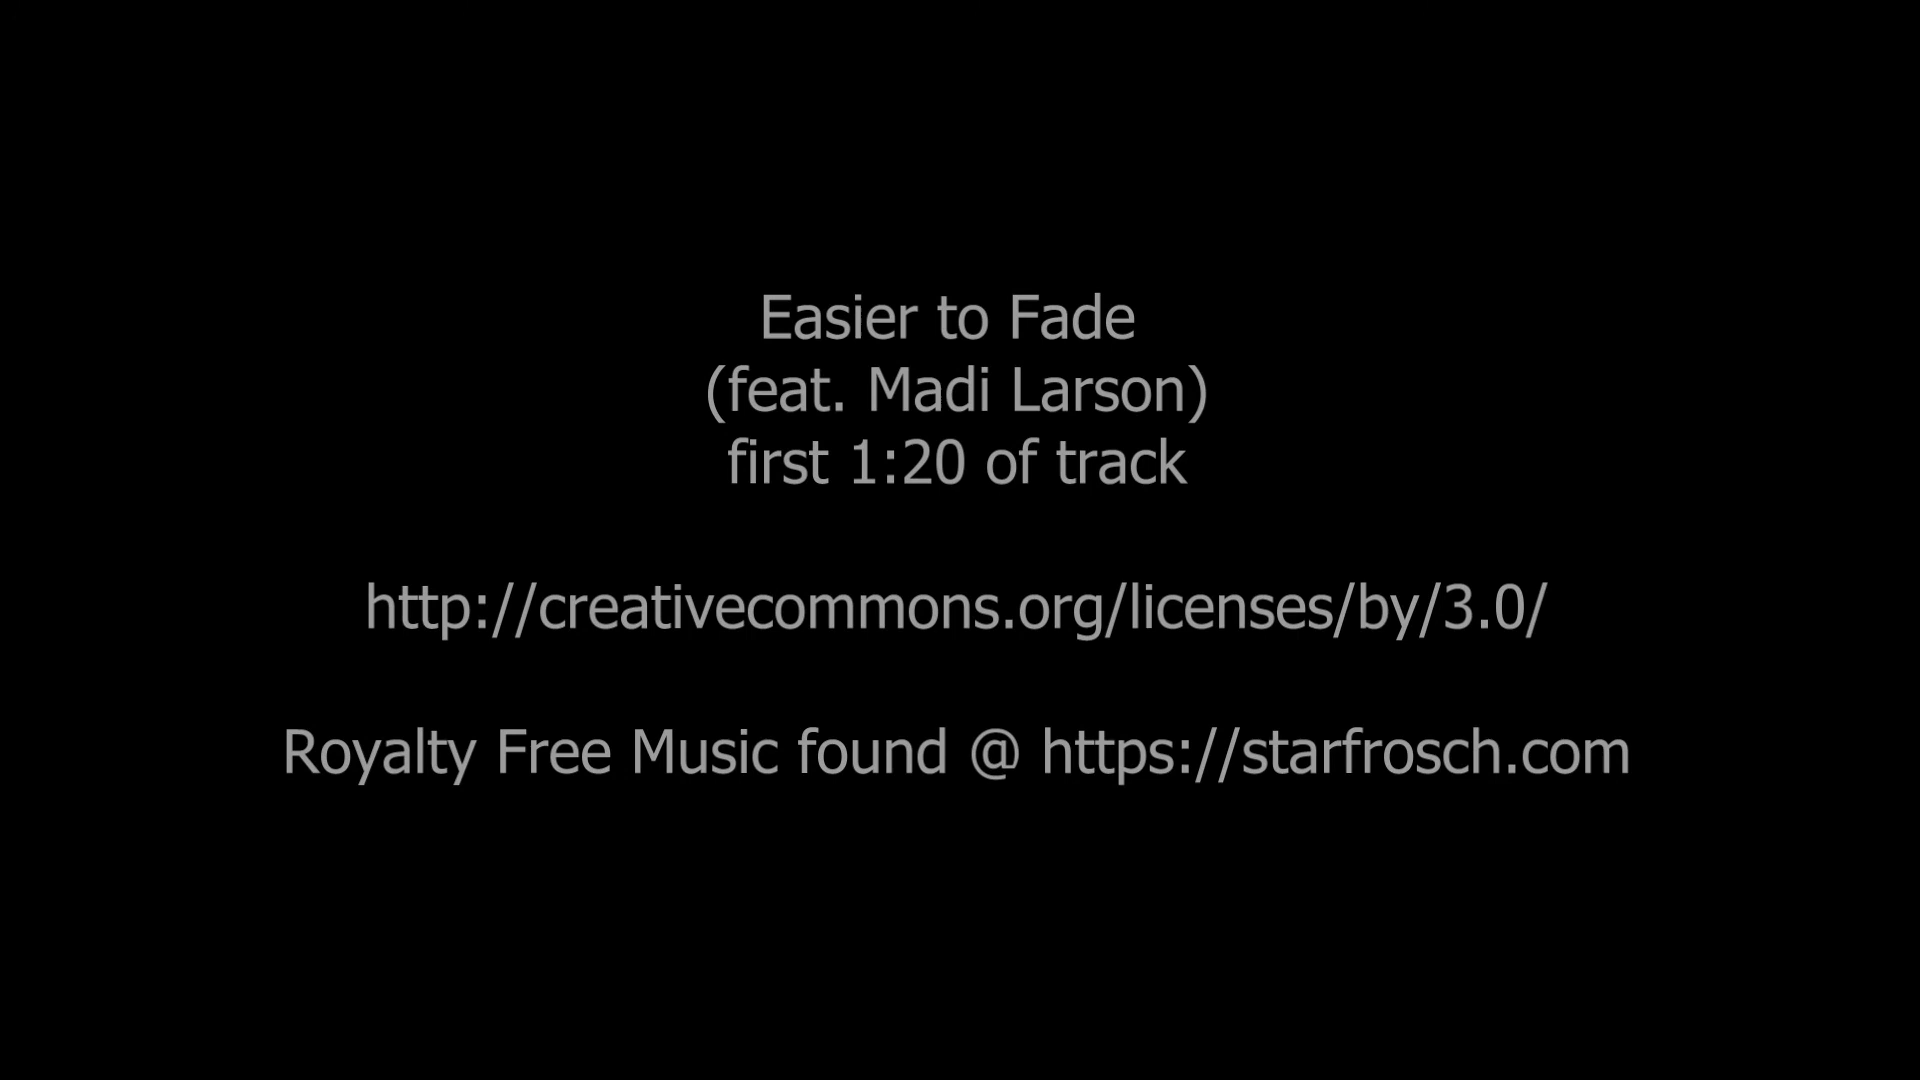 Easier to Fade
(feat. Madi Larson)
first 1:20 of track
http://creativecommons.org/licenses/by/3.0/
Royalty Free Music found @ https://starfrosch.com